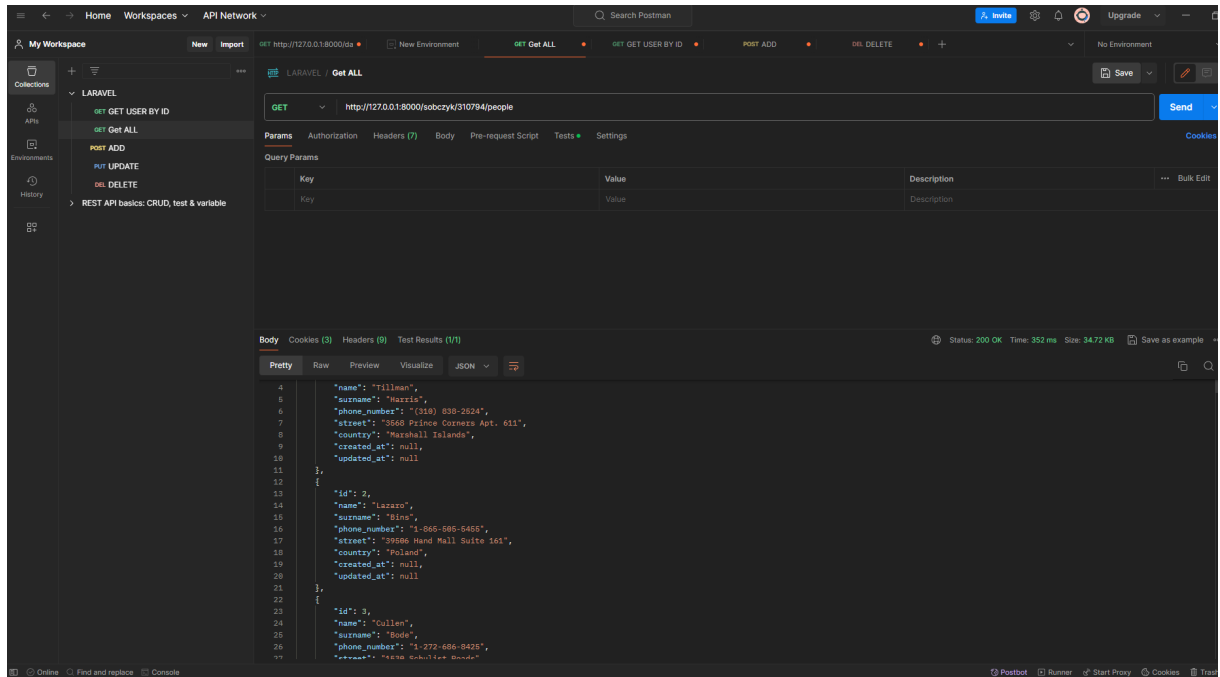 Home Workspaces API Network Search Postman Invite Upgrade
My Workspace New Import GET http://127.0.0.1:8000/da New Environment GET Get ALL GET GET USER BY ID POST ADD DEL DELETE + No Environment
Collections
APIs
Environments
History
LARAVEL
GET GET USER BY ID
GET Get ALL
POST ADD
PUT UPDATE
DEL DELETE
REST API basics: CRUD, test & variable
HTTP LARAVEL / Get ALL Save
GET http://127.0.0.1:8000/sobczyk/310794/people Send
Params Authorization Headers (7) Body Pre-request Script Tests Settings Cookies
Query Params
Key Value Description Bulk Edit
Key Value Description
Body Cookies (3) Headers (9) Test Results (1/1) Status: 200 OK Time: 352 ms Size: 34.72 KB Save as example
Pretty Raw Preview Visualize JSON
4 "name": "Tillman",
5 "surname": "Harris",
6 "phone_number": "(310) 838-2624",
7 "street": "3568 Prince Corners Apt. 611",
8 "country": "Marshall Islands",
9 "created_at": null,
10 "updated_at": null
11 },
12 {
13 "id": 2,
14 "name": "Lazaro",
15 "surname": "Bins",
16 "phone_number": "1-865-505-5455",
17 "street": "39506 Hand Mall Suite 161",
18 "country": "Poland",
19 "created_at": null,
20 "updated_at": null
21 },
22 {
23 "id": 3,
24 "name": "Cullen",
25 "surname": "Bode",
26 "phone_number": "1-272-686-8425",
27 "street": "1530 Schulist Roads"
Online Find and replace Console Postbot Runner Start Proxy Cookies Trash